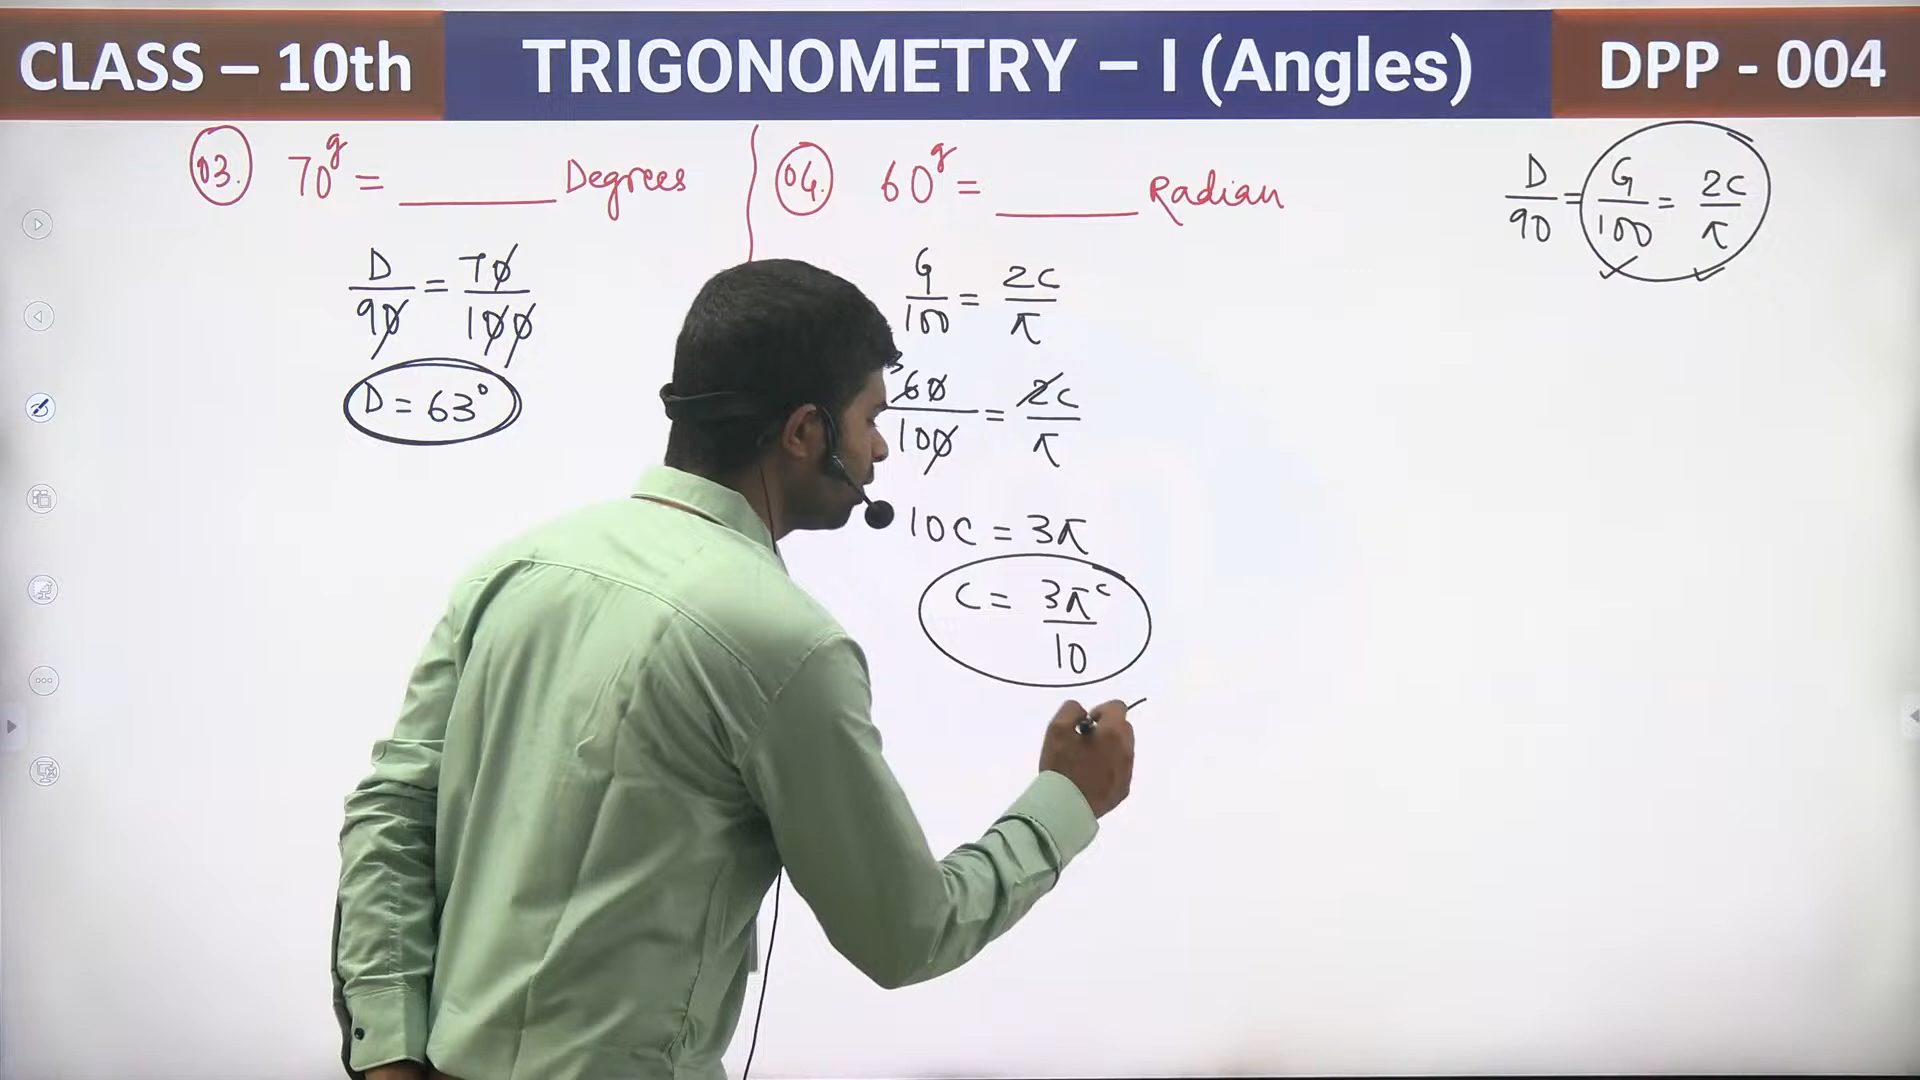 CLASS – 10th
TRIGONOMETRY – I (Angles)
DPP - 004
03. 70^g = ______ Degrees
D/90 = 70/100
D = 63°
04. 60^g = ______ Radian
G/100 = 2C/π
3
60/100 = 2C/π
10C = 3π
C = 3π^c/10
D/90 = G/100 = 2C/π